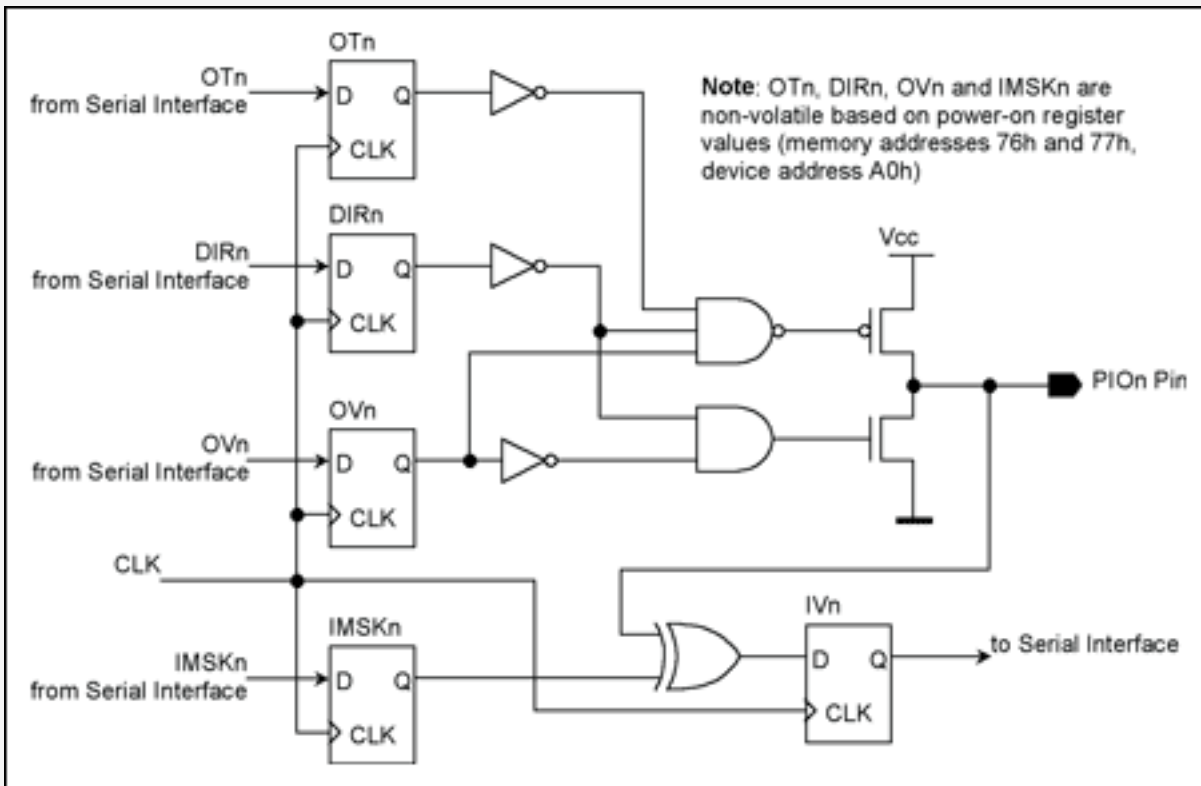 OTn
OTn
from Serial Interface
D Q
CLK
Note: OTn, DIRn, OVn and IMSKn are
non-volatile based on power-on register
values (memory addresses 76h and 77h,
device address A0h)
DIRn
DIRn
from Serial Interface
D Q
CLK
Vcc
PIOn Pin
OVn
OVn
from Serial Interface
D Q
CLK
CLK
IMSKn
IMSKn
from Serial Interface
D Q
CLK
IVn
D Q
CLK
to Serial Interface